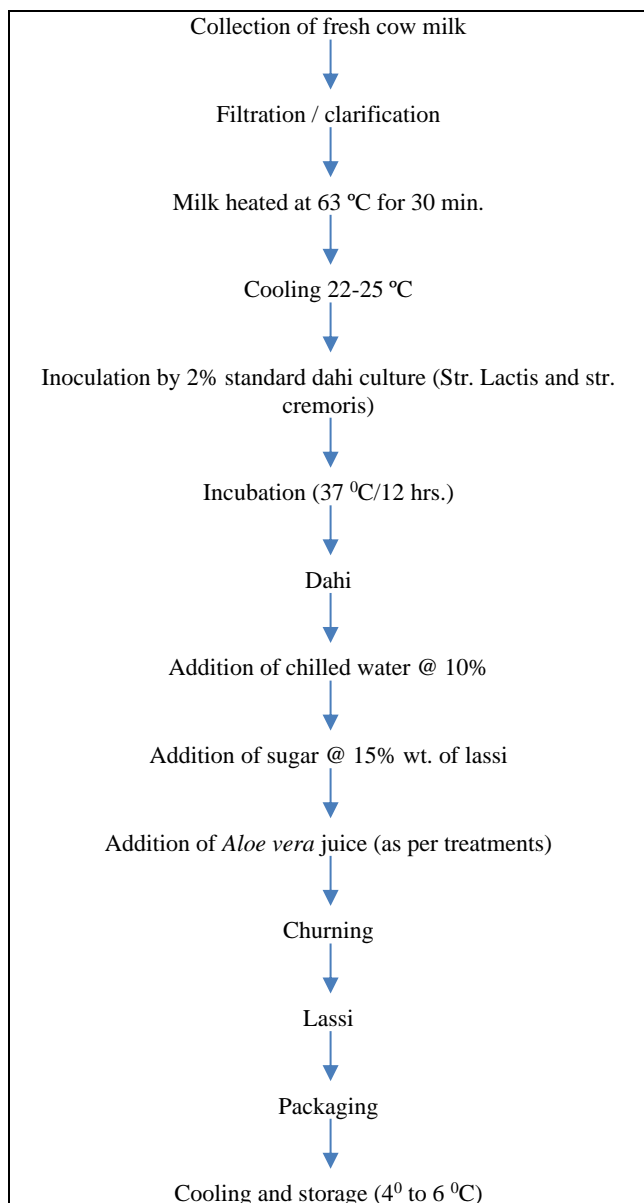 Collection of fresh cow milk
Filtration / clarification
Milk heated at 63 ºC for 30 min.
Cooling 22-25 ºC
Inoculation by 2% standard dahi culture (Str. Lactis and str.
cremoris)
Incubation (37 ⁰C/12 hrs.)
Dahi
Addition of chilled water @ 10%
Addition of sugar @ 15% wt. of lassi
Addition of Aloe vera juice (as per treatments)
Churning
Lassi
Packaging
Cooling and storage (4⁰ to 6 ⁰C)